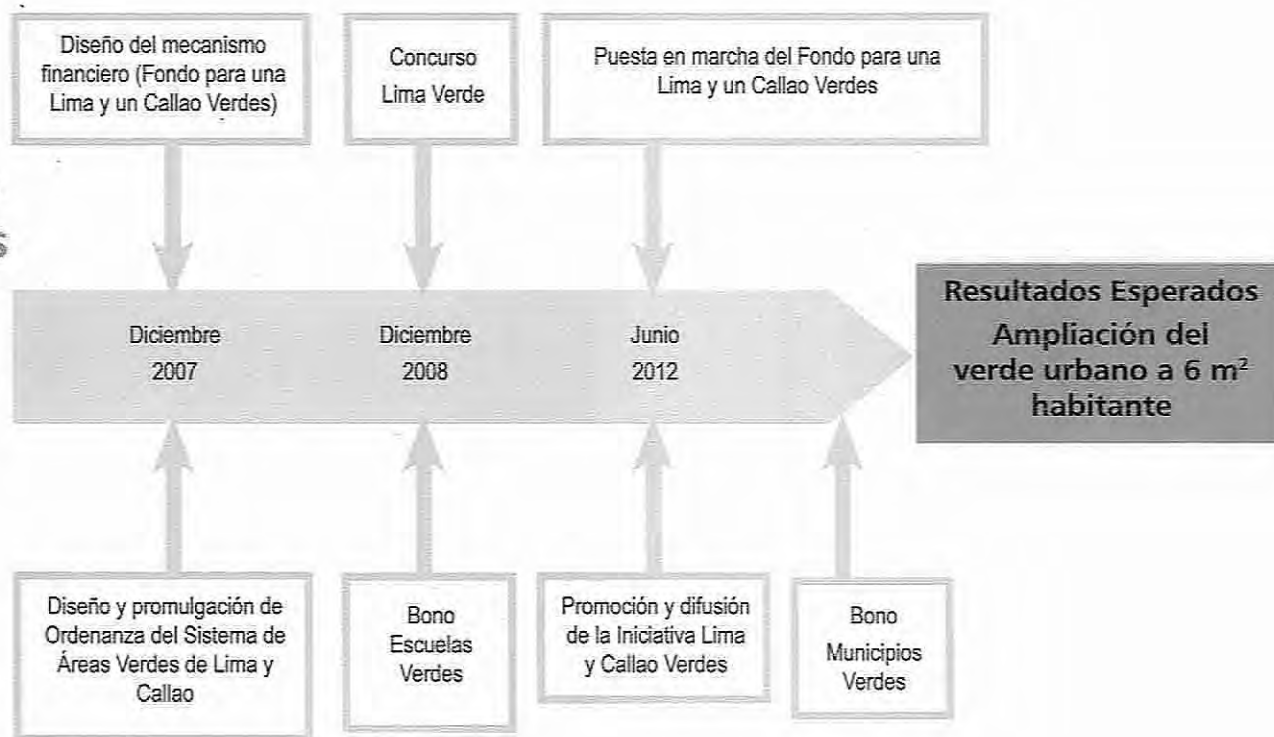 Diseño del mecanismo
financiero (Fondo para una
Lima y un Callao Verdes)
Concurso
Lima Verde
Puesta en marcha del Fondo para una
Lima y un Callao Verdes
Diciembre
2007
Diciembre
2008
Junio
2012
Resultados Esperados
Ampliación del
verde urbano a 6 m²
habitante
Diseño y promulgación de
Ordenanza del Sistema de
Áreas Verdes de Lima y
Callao
Bono
Escuelas
Verdes
Promoción y difusión
de la Iniciativa Lima
y Callao Verdes
Bono
Municipios
Verdes